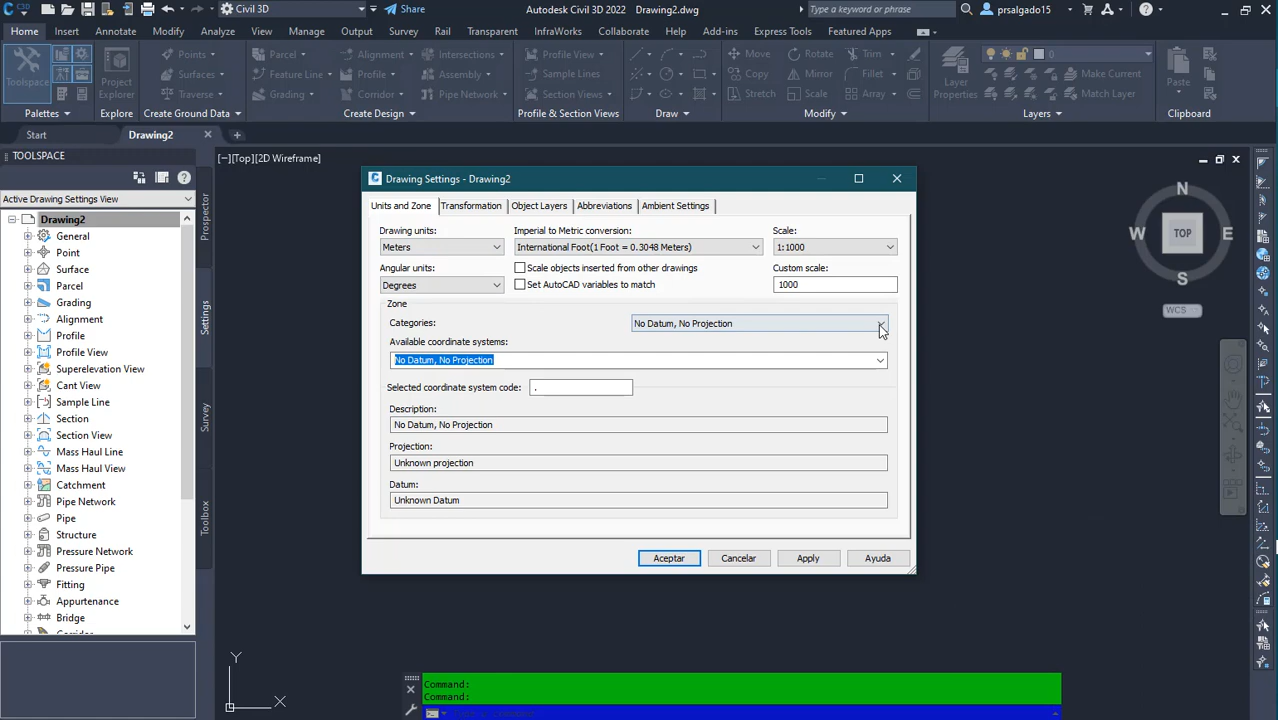 C3D
Civil 3D
Share
Autodesk Civil 3D 2022 Drawing2.dwg
Type a keyword or phrase
prsalgado15
Home Insert Annotate Modify Analyze View Manage Output Survey Rail Transparent InfraWorks Collaborate Help Add-ins Express Tools Featured Apps
Toolspace
Project Explorer
Points
Surfaces
Traverse
Parcel
Feature Line
Grading
Alignment
Profile
Corridor
Intersections
Assembly
Pipe Network
Profile View
Sample Lines
Section Views
Move
Copy
Stretch
Rotate
Mirror
Scale
Trim
Fillet
Array
Layer Properties
0
Make Current
Match Layer
Paste
Palettes Explore Create Ground Data Create Design Profile & Section Views Draw Modify Layers Clipboard
Start Drawing2
TOOLSPACE
[−][Top][2D Wireframe]
Active Drawing Settings View
Drawing2
General
Point
Surface
Parcel
Grading
Alignment
Profile
Profile View
Superelevation View
Cant View
Sample Line
Section
Section View
Mass Haul Line
Mass Haul View
Catchment
Pipe Network
Pipe
Structure
Pressure Network
Pressure Pipe
Fitting
Appurtenance
Bridge
Corridor
Prospector
Settings
Survey
Toolbox
Drawing Settings - Drawing2
Units and Zone Transformation Object Layers Abbreviations Ambient Settings
Drawing units: Imperial to Metric conversion: Scale:
Meters International Foot(1 Foot = 0.3048 Meters) 1:1000
Angular units: Scale objects inserted from other drawings Custom scale:
Degrees Set AutoCAD variables to match 1000
Zone
Categories: No Datum, No Projection
Available coordinate systems:
No Datum, No Projection
Selected coordinate system code: .
Description:
No Datum, No Projection
Projection:
Unknown projection
Datum:
Unknown Datum
Aceptar Cancelar Apply Ayuda
N
W TOP E
S
WCS
Y
X
Command:
Command: